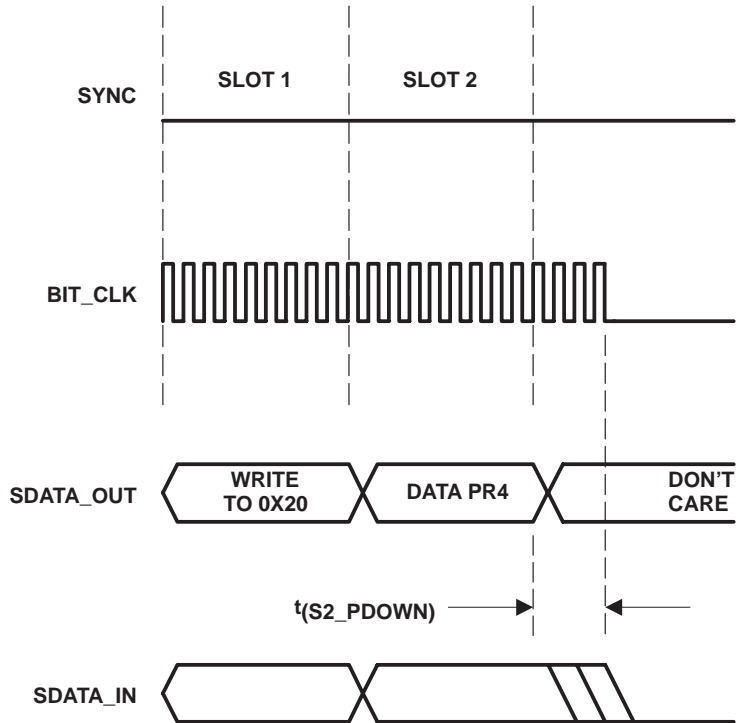 SLOT 1
SLOT 2
SYNC
BIT_CLK
SDATA_OUT
WRITE
TO 0X20
DATA PR4
DON'T
CARE
t(S2_PDOWN)
SDATA_IN